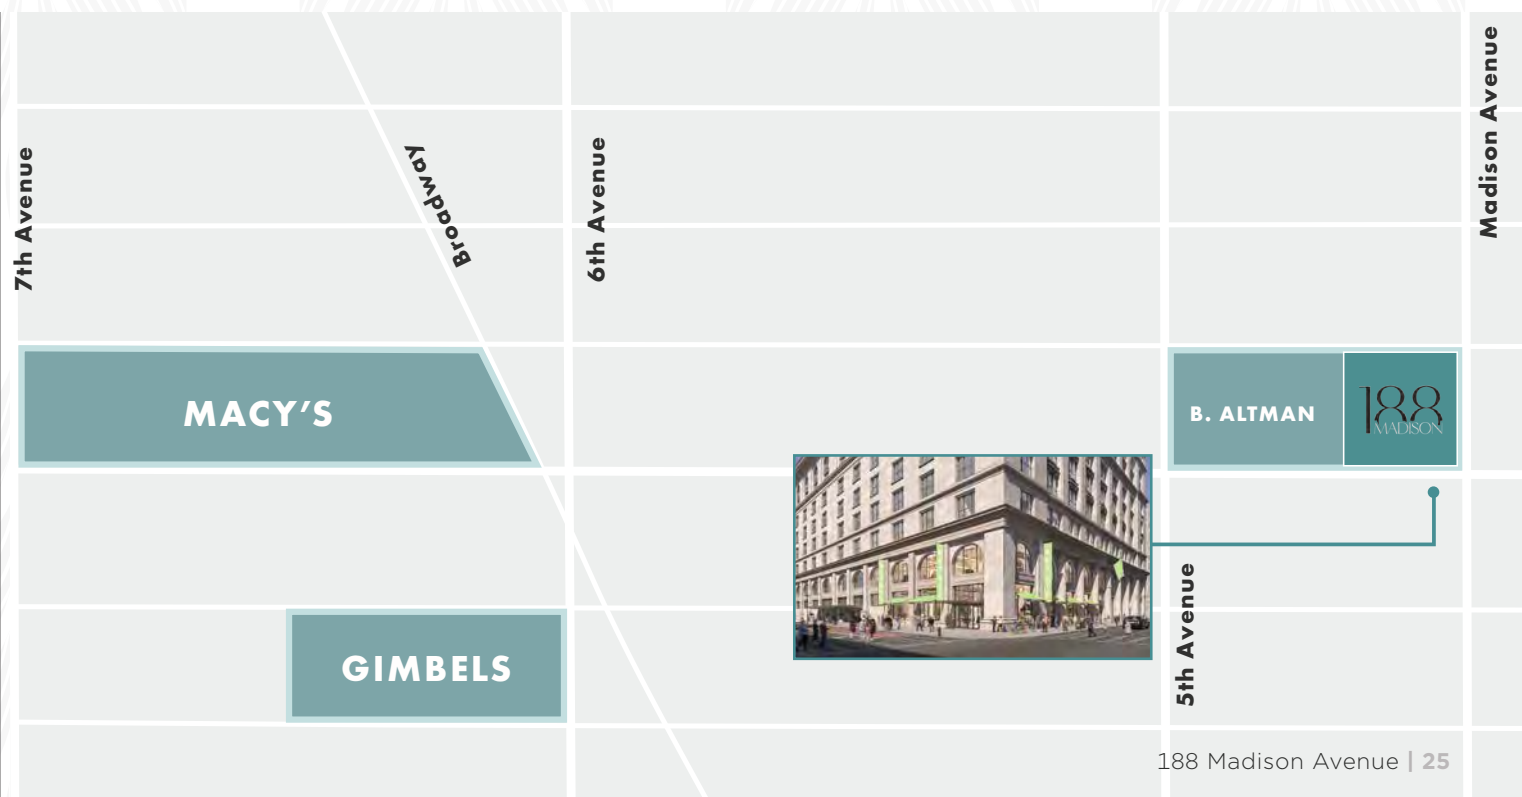 Madison Avenue
7th Avenue
Broadway
6th Avenue
MACY'S
B. ALTMAN
188
MADISON
GIMBELS
5th Avenue
188 Madison Avenue | 25